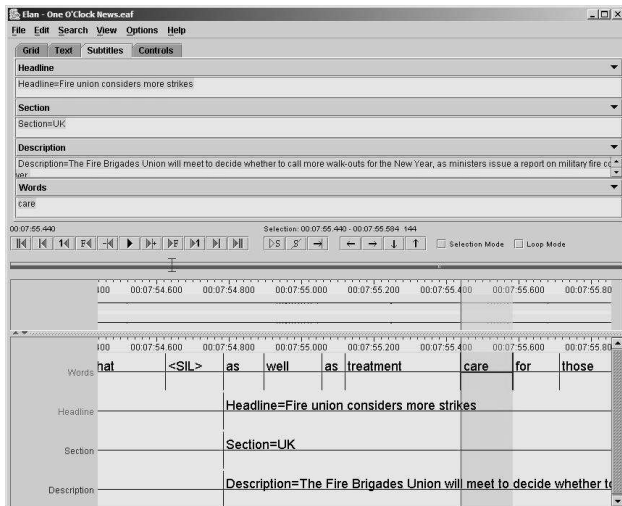 Elan - One O'Clock News.eaf
File Edit Search View Options Help
Grid Text Subtitles Controls
Headline
Headline=Fire union considers more strikes
Section
Section=UK
Description
Description=The Fire Brigades Union will meet to decide whether to call more walk-outs for the New Year, as ministers issue a report on military fire co
ver
Words
care
00:07:55.440 Selection: 00:07:55.440 - 00:07:55.584 144
1 F F 1 S S Selection Mode Loop Mode
400 00:07:54.600 00:07:54.800 00:07:55.000 00:07:55.200 00:07:55.400 00:07:55.600 00:07:55.80
400 00:07:54.600 00:07:54.800 00:07:55.000 00:07:55.200 00:07:55.400 00:07:55.600 00:07:55.80
Words hat <SIL> as well as treatment care for those
Headline Headline=Fire union considers more strikes
Section Section=UK
Description Description=The Fire Brigades Union will meet to decide whether to